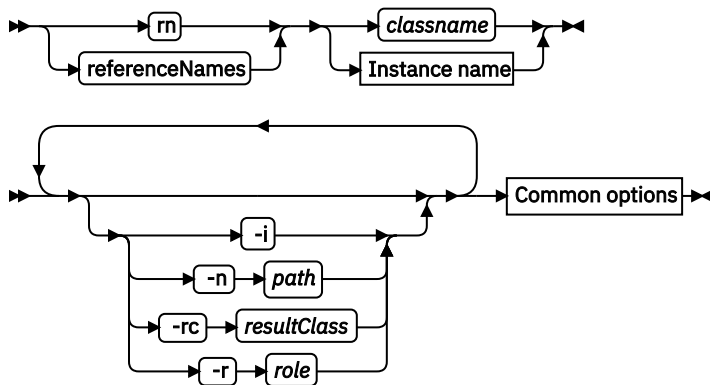 rn
classname
referenceNames
Instance name
Common options
-i
-n path
-rc resultClass
-r role